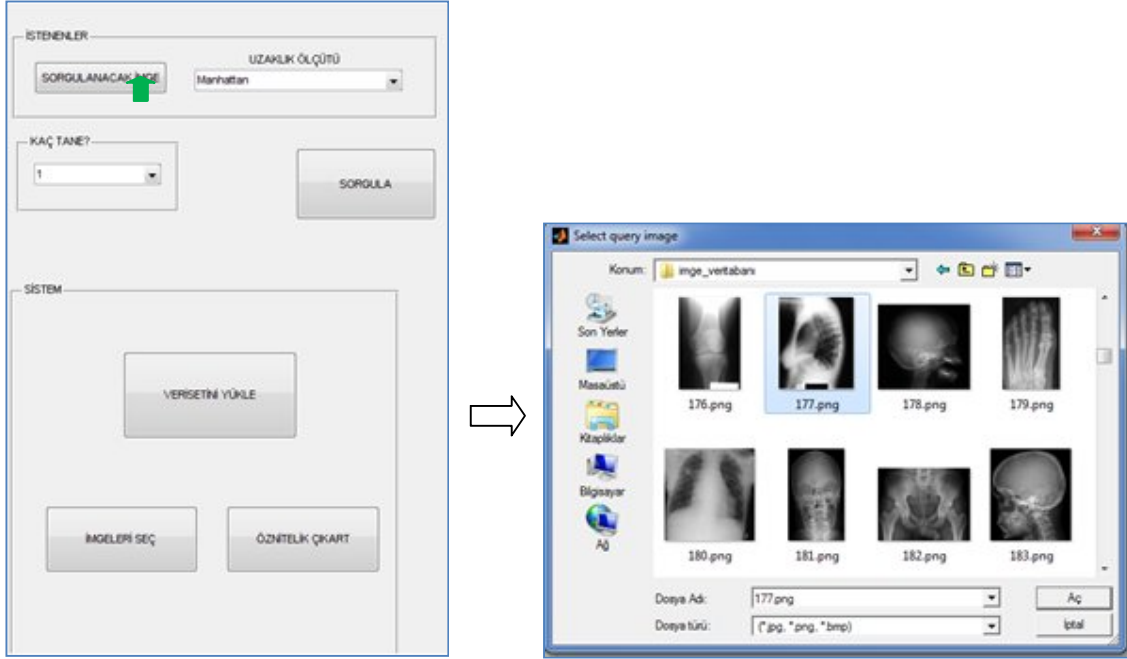 İSTENENLER
SORGULANACAK İMGE
UZAKLIK ÖLÇÜTÜ
Manhattan
KAÇ TANE?
1
SORGULA
SİSTEM
VERİSETİNİ YÜKLE
İMGELERİ SEÇ
ÖZNİTELİK ÇIKART
Select query image
Konum:
imge_veritabanı
Son Yerler
Masaüstü
Kitaplıklar
Bilgisayar
Ağ
176.png
177.png
178.png
179.png
180.png
181.png
182.png
183.png
Dosya Adı:
177.png
Aç
Dosya türü:
(*.jpg, *.png, *.bmp)
İptal